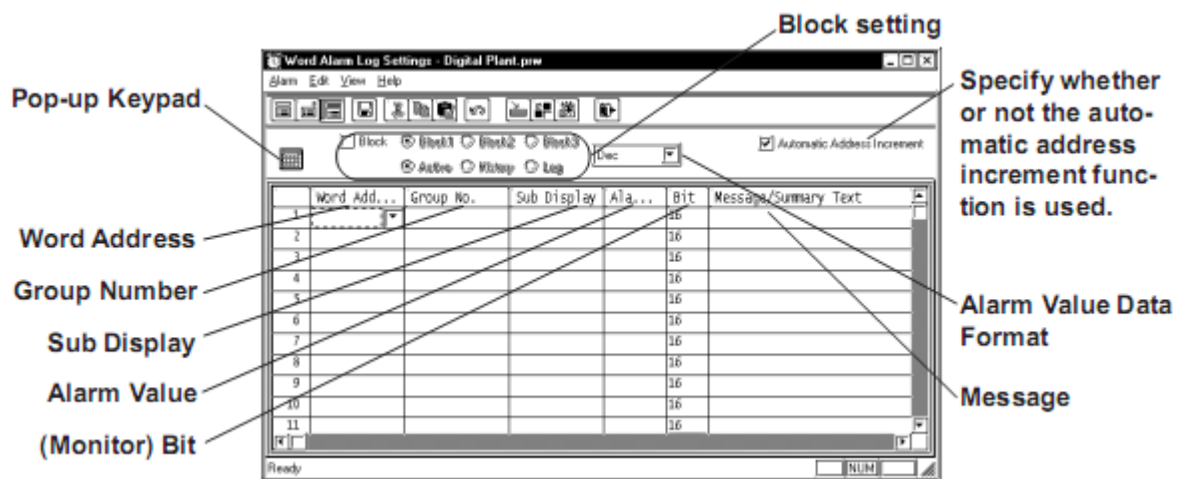 Block setting
Word Alarm Log Settings - Digital Plant.prw
Alarm Edit View Help
Pop-up Keypad
Specify whether
or not the auto-
matic address
increment func-
tion is used.
Block Block1 Block2 Block3
Active History Log
Dec
Automatic Address Increment
Word Add... Group No. Sub Display Ala... Bit Message/Summary Text
1 16
2 16
3 16
4 16
5 16
6 16
7 16
8 16
9 16
10 16
11 16
Word Address
Group Number
Sub Display
Alarm Value
(Monitor) Bit
Alarm Value Data
Format
Message
Ready NUM